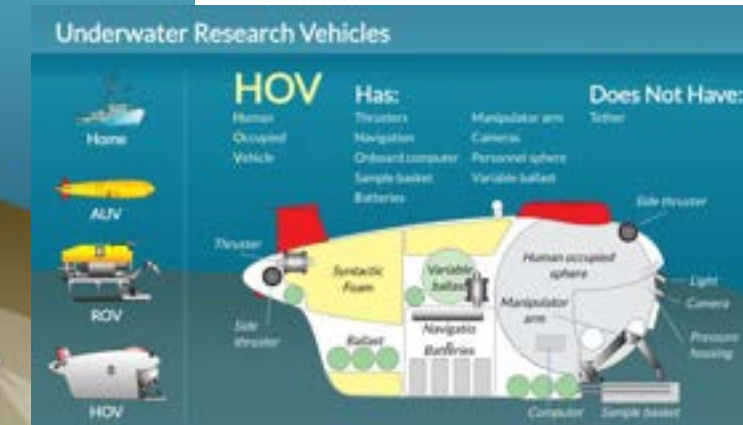 Underwater Research Vehicles
Home
AUV
ROV
HOV
HOV
Human
Occupied
Vehicle
Has:
Thrusters
Navigation
Onboard computer
Sample basket
Batteries
Manipulator arm
Cameras
Personnel sphere
Variable ballast
Does Not Have:
Tether
Thruster
Side
thruster
Syntactic
Foam
Ballast
Variable
ballast
Navigatio
n
Batteries
Human occupied
sphere
Manipulator
arm
Side thruster
Light
Camera
Pressure
housing
Computer
Sample basket